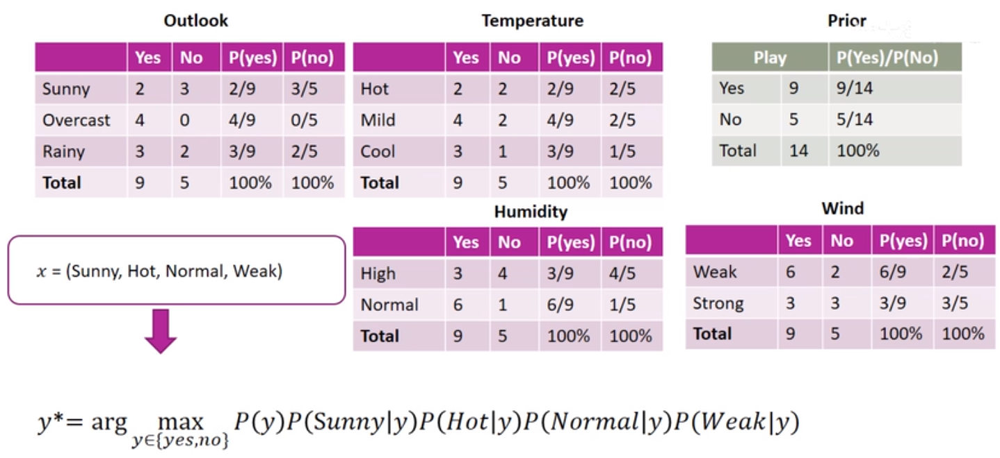 Outlook
Yes No P(yes) P(no)
Sunny 2 3 2/9 3/5
Overcast 4 0 4/9 0/5
Rainy 3 2 3/9 2/5
Total 9 5 100% 100%
Temperature
Yes No P(yes) P(no)
Hot 2 2 2/9 2/5
Mild 4 2 4/9 2/5
Cool 3 1 3/9 1/5
Total 9 5 100% 100%
Prior
Play P(Yes)/P(No)
Yes 9 9/14
No 5 5/14
Total 14 100%
Humidity
Yes No P(yes) P(no)
High 3 4 3/9 4/5
Normal 6 1 6/9 1/5
Total 9 5 100% 100%
Wind
Yes No P(yes) P(no)
Weak 6 2 6/9 2/5
Strong 3 3 3/9 3/5
Total 9 5 100% 100%
x = (Sunny, Hot, Normal, Weak)
y*= arg max P(y)P(Sunny|y)P(Hot|y)P(Normal|y)P(Weak|y)
y∈{yes,no}